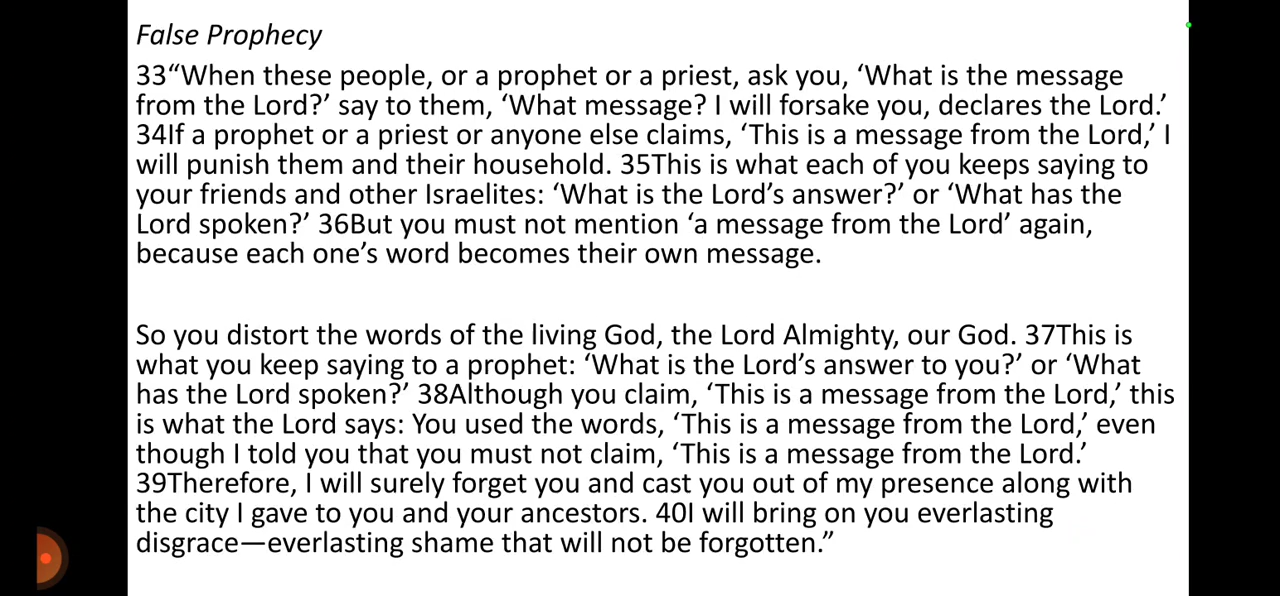 False Prophecy
33“When these people, or a prophet or a priest, ask you, ‘What is the message
from the Lord?’ say to them, ‘What message? I will forsake you, declares the Lord.’
34If a prophet or a priest or anyone else claims, ‘This is a message from the Lord,’ I
will punish them and their household. 35This is what each of you keeps saying to
your friends and other Israelites: ‘What is the Lord’s answer?’ or ‘What has the
Lord spoken?’ 36But you must not mention ‘a message from the Lord’ again,
because each one’s word becomes their own message.
So you distort the words of the living God, the Lord Almighty, our God. 37This is
what you keep saying to a prophet: ‘What is the Lord’s answer to you?’ or ‘What
has the Lord spoken?’ 38Although you claim, ‘This is a message from the Lord,’ this
is what the Lord says: You used the words, ‘This is a message from the Lord,’ even
though I told you that you must not claim, ‘This is a message from the Lord.’
39Therefore, I will surely forget you and cast you out of my presence along with
the city I gave to you and your ancestors. 40I will bring on you everlasting
disgrace—everlasting shame that will not be forgotten.”